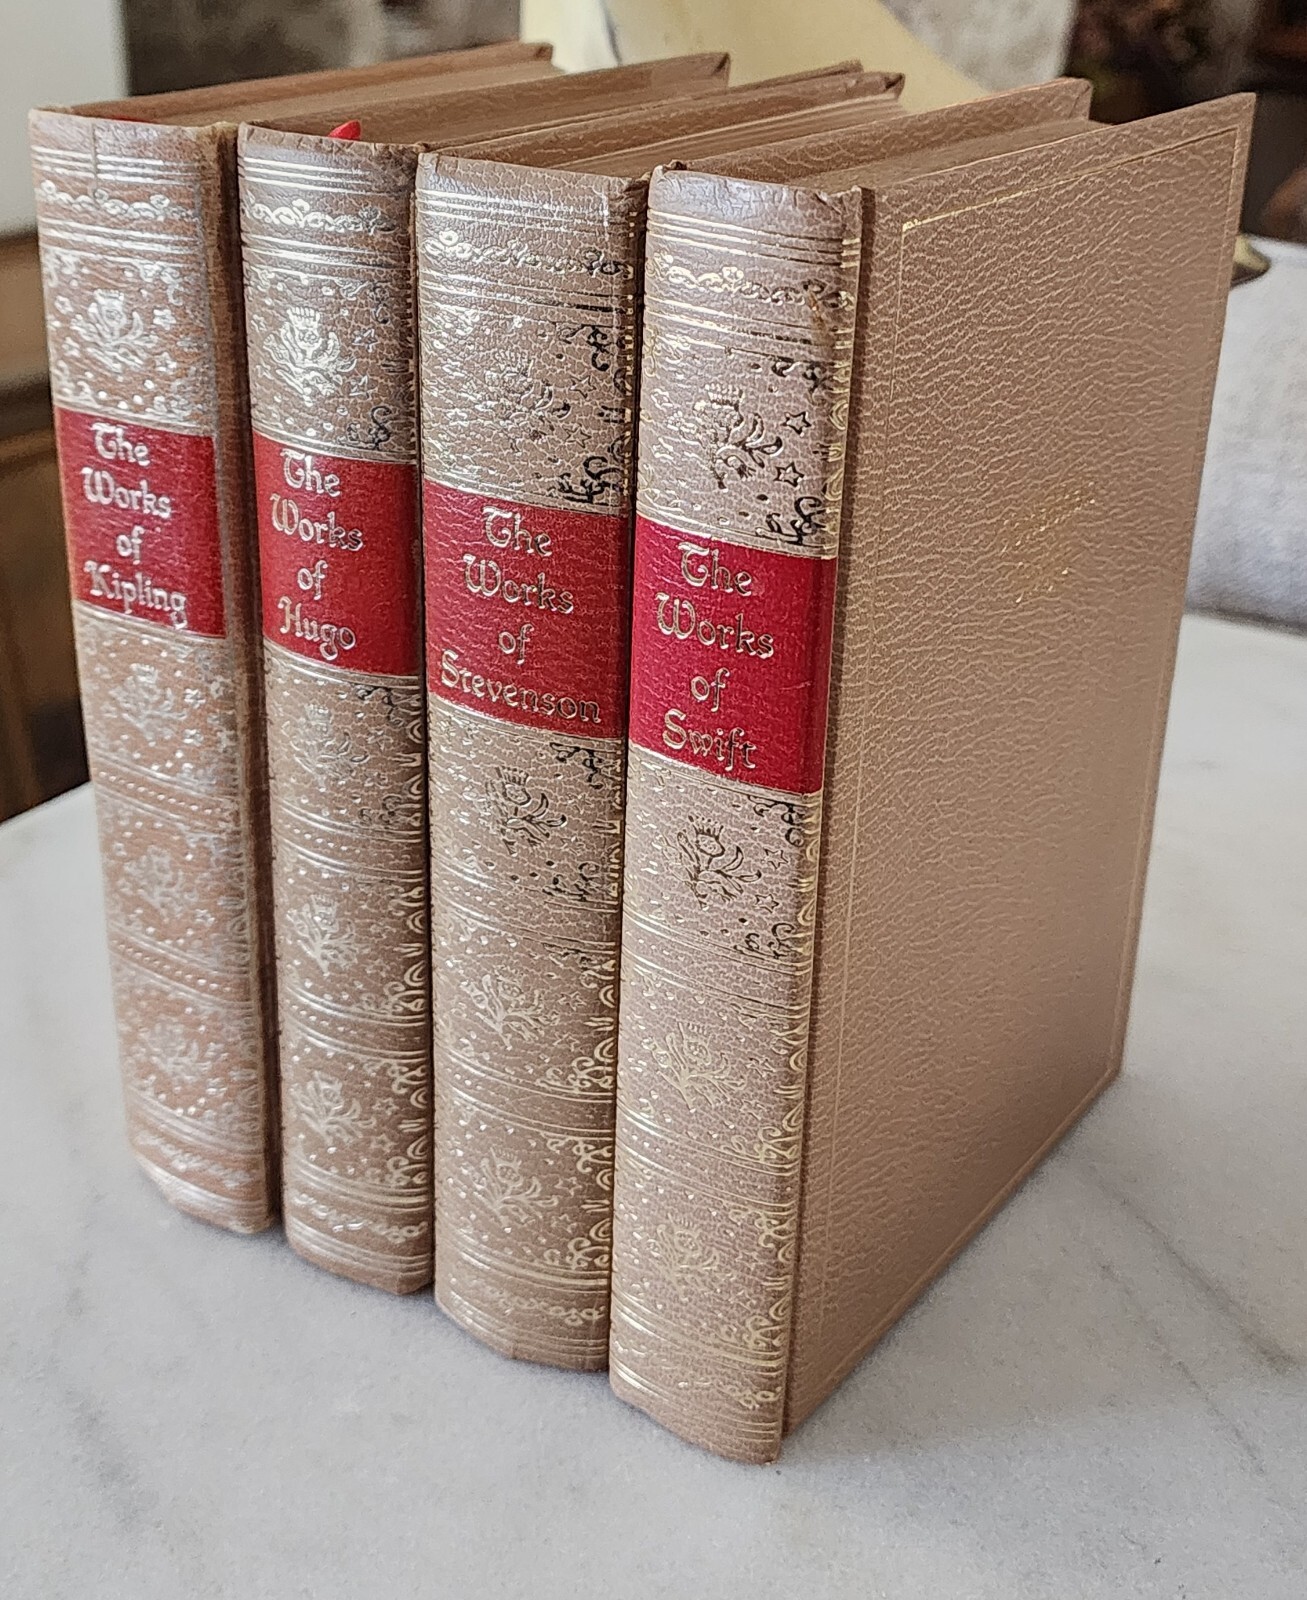 The
Works
of
Kipling
The
Works
of
Hugo
The
Works
of
Stevenson
The
Works
of
Swift